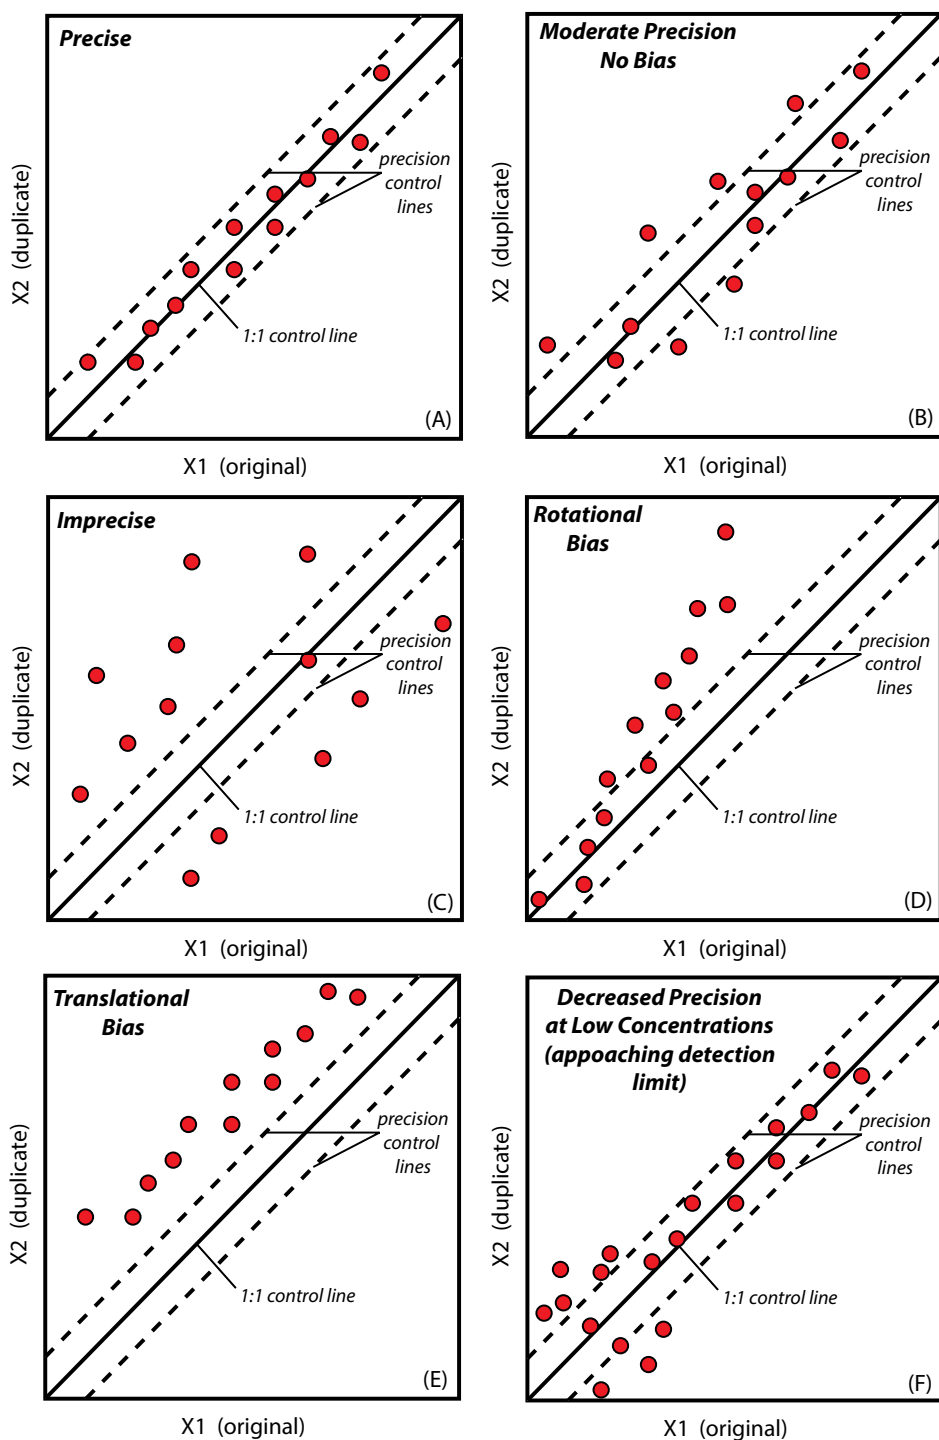 Precise
precision
control
lines
1:1 control line
(A)
X2 (duplicate)
X1 (original)
Moderate Precision
No Bias
precision
control
lines
1:1 control line
(B)
X2 (duplicate)
X1 (original)
Imprecise
precision
control
lines
1:1 control line
(C)
X2 (duplicate)
X1 (original)
Rotational
Bias
precision
control
lines
1:1 control line
(D)
X2 (duplicate)
X1 (original)
Translational
Bias
precision
control
lines
1:1 control line
(E)
X2 (duplicate)
X1 (original)
Decreased Precision
at Low Concentrations
(appoaching detection
limit)
precision
control
lines
1:1 control line
(F)
X2 (duplicate)
X1 (original)